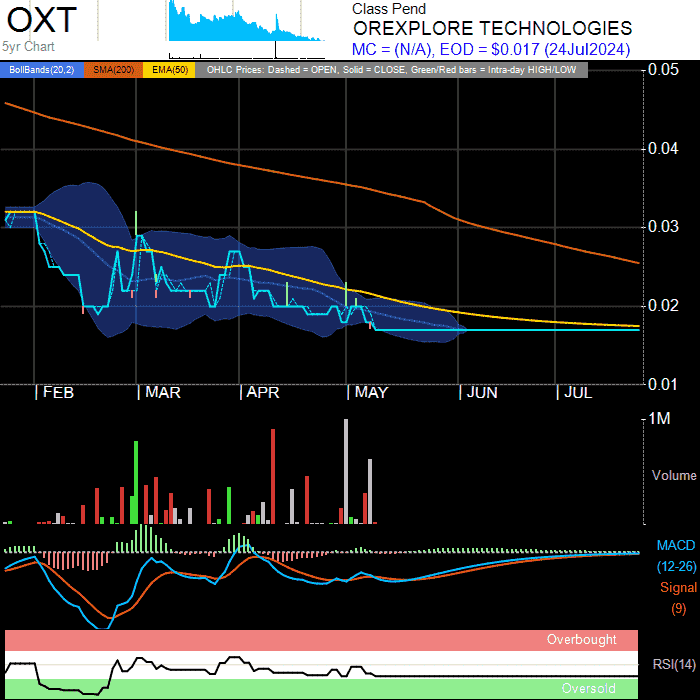 OXT
5yr Chart
Class Pend
OREXPLORE TECHNOLOGIES
MC = (N/A), EOD = $0.017 (24Jul2024)
BollBands(20,2) SMA(200) EMA(50) OHLC Prices: Dashed = OPEN, Solid = CLOSE, Green/Red bars = Intra-day HIGH/LOW
0.05
0.04
0.03
0.02
0.01
FEB MAR APR MAY JUN JUL
1M
Volume
MACD
(12-26)
Signal
(9)
Overbought
RSI(14)
Oversold